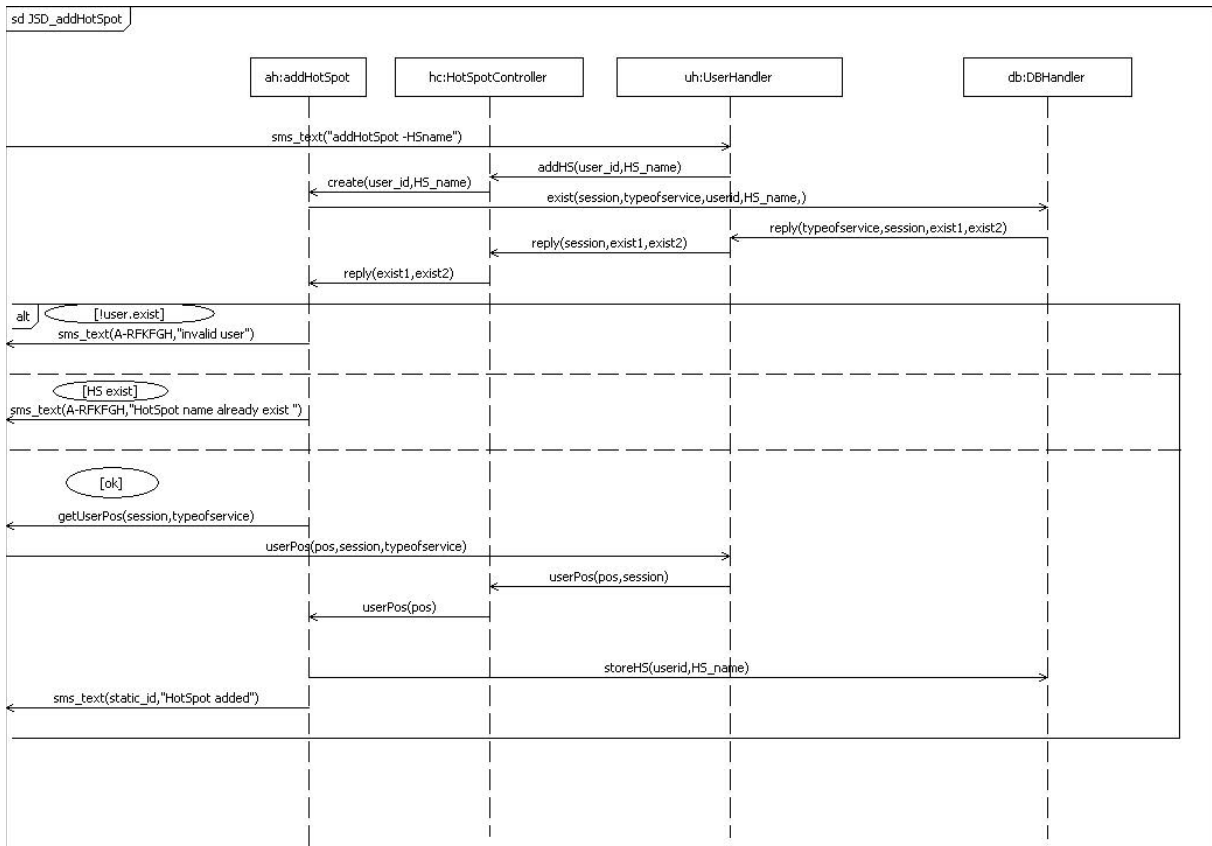 sd JSD_addHotSpot
ah:addHotSpot
hc:HotSpotController
uh:UserHandler
db:DBHandler
sms_text("addHotSpot -HSname")
addHS(user_id,HS_name)
create(user_id,HS_name)
exist(session,typeofservice,userid,HS_name,)
reply(typeofservice,session,exist1,exist2)
reply(session,exist1,exist2)
reply(exist1,exist2)
alt
[!user.exist]
sms_text(A-RFKFGH,"invalid user")
[HS exist]
sms_text(A-RFKFGH,"HotSpot name already exist ")
[ok]
getUserPos(session,typeofservice)
userPos(pos,session,typeofservice)
userPos(pos,session)
userPos(pos)
storeHS(userid,HS_name)
sms_text(static_id,"HotSpot added")